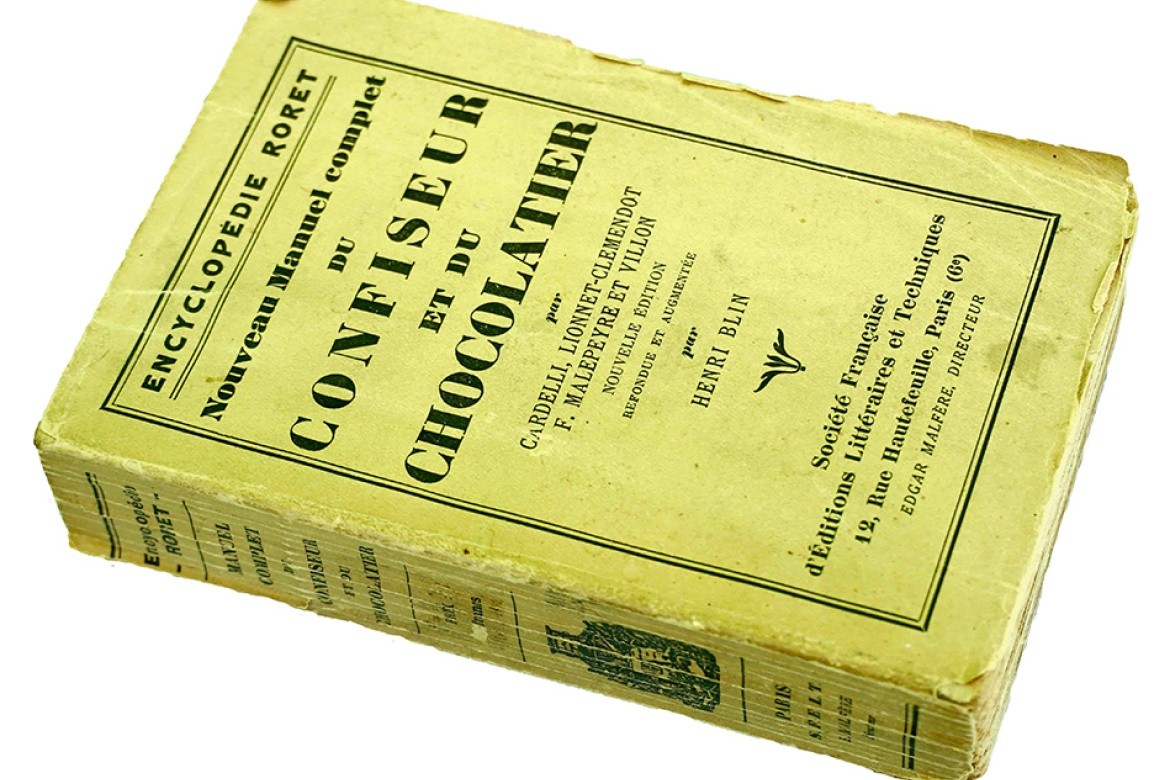 ENCYCLOPÉDIE RORET
Nouveau Manuel complet
DU
CONFISEUR
ET DU
CHOCOLATIER
par
CARDELLI, LIONNET-CLEMENDOT
F. MALEPEYRE ET VILLON
NOUVELLE ÉDITION
REFONDUE ET AUGMENTÉE
par
HENRI BLIN
Société Française
d'Éditions Littéraires et Techniques
12, Rue Hautefeuille, Paris (6e)
EDGAR MALFÈRE, DIRECTEUR
Encyclopédie
- RORET -
MANUEL
COMPLET
CONFISEUR
ET DU
CHOCOLATIER
francs
PARIS
S.F.E.L.T